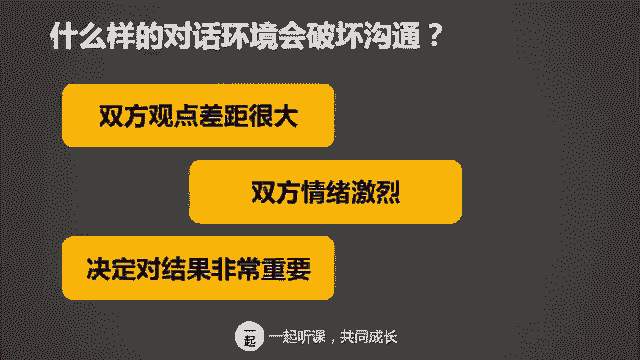 什么样的对话环境会破坏沟通？
双方观点差距很大
双方情绪激烈
决定对结果非常重要
一起
一起听课，共同成长